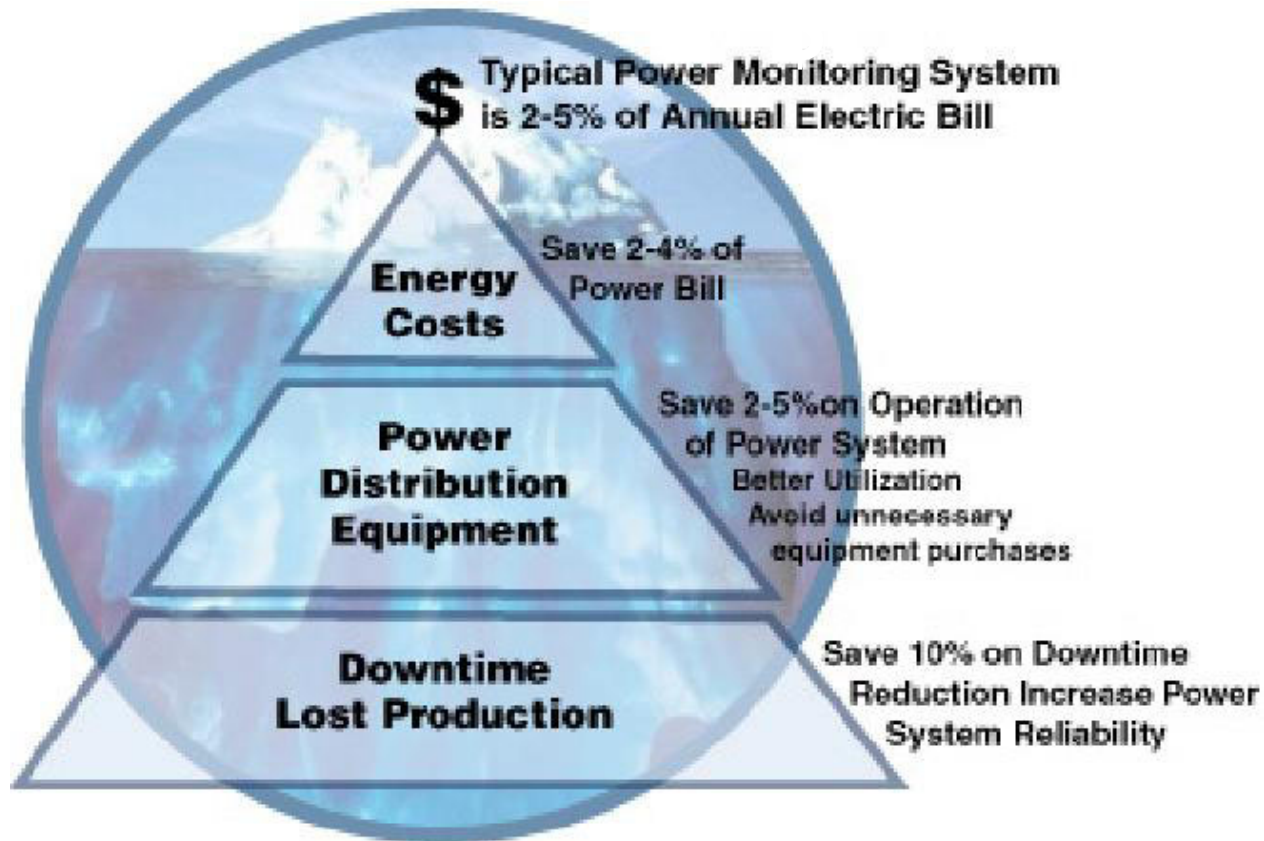 $
Typical Power Monitoring System
is 2-5% of Annual Electric Bill
Energy
Costs
Save 2-4% of
Power Bill
Power
Distribution
Equipment
Save 2-5%on Operation
of Power System
Better Utilization
Avoid unnecessary
equipment purchases
Downtime
Lost Production
Save 10% on Downtime
Reduction Increase Power
System Reliability